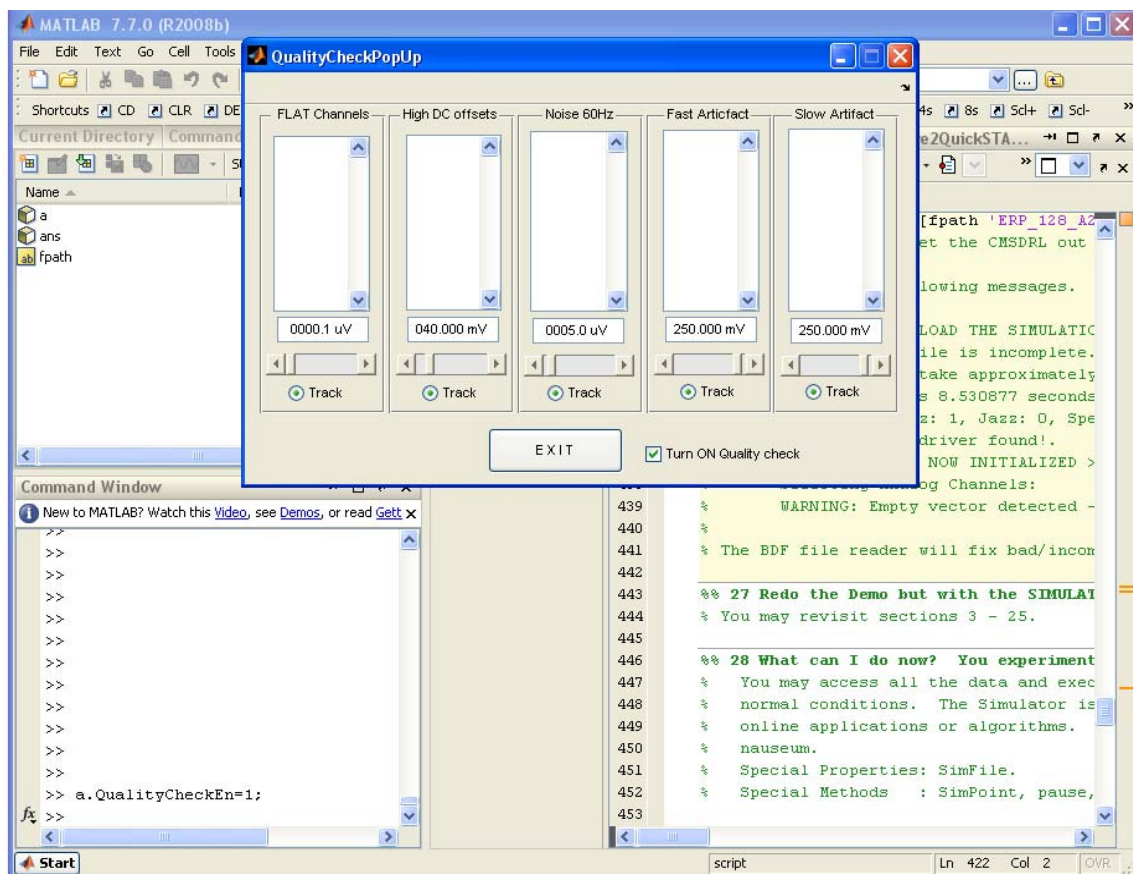 MATLAB 7.7.0 (R2008b)
File Edit Text Go Cell Tools
Shortcuts CD CLR DE
4s 8s Scl+ Scl-
Current Directory
Name
a
ans
fpath
QualityCheckPopUp
FLAT Channels High DC offsets Noise 60Hz Fast Articfact Slow Artifact
0000.1 uV 040.000 mV 0005.0 uV 250.000 mV 250.000 mV
Track Track Track Track Track
EXIT
Turn ON Quality check
Command Window
New to MATLAB? Watch this Video, see Demos, or read Gett
>>
>>
>>
>>
>>
>>
>>
>>
>>
>>
>>
>>
>> a.QualityCheckEn=1;
fx >>
e2QuickSTA...
[fpath 'ERP_128_A2
et the CMSDRL out
lowing messages.
LOAD THE SIMULATIO
ile is incomplete.
take approximately
s 8.530877 seconds
z: 1, Jazz: 0, Spe
driver found!.
NOW INITIALIZED >
Channels:
439 % WARNING: Empty vector detected -
440 %
441 % The BDF file reader will fix bad/incom
442
443 %% 27 Redo the Demo but with the SIMULAT
444 % You may revisit sections 3 - 25.
445
446 %% 28 What can I do now? You experiment
447 % You may access all the data and exec
448 % normal conditions. The Simulator is
449 % online applications or algorithms.
450 % nauseum.
451 % Special Properties: SimFile.
452 % Special Methods : SimPoint, pause,
453
Start
script Ln 422 Col 2 OVR